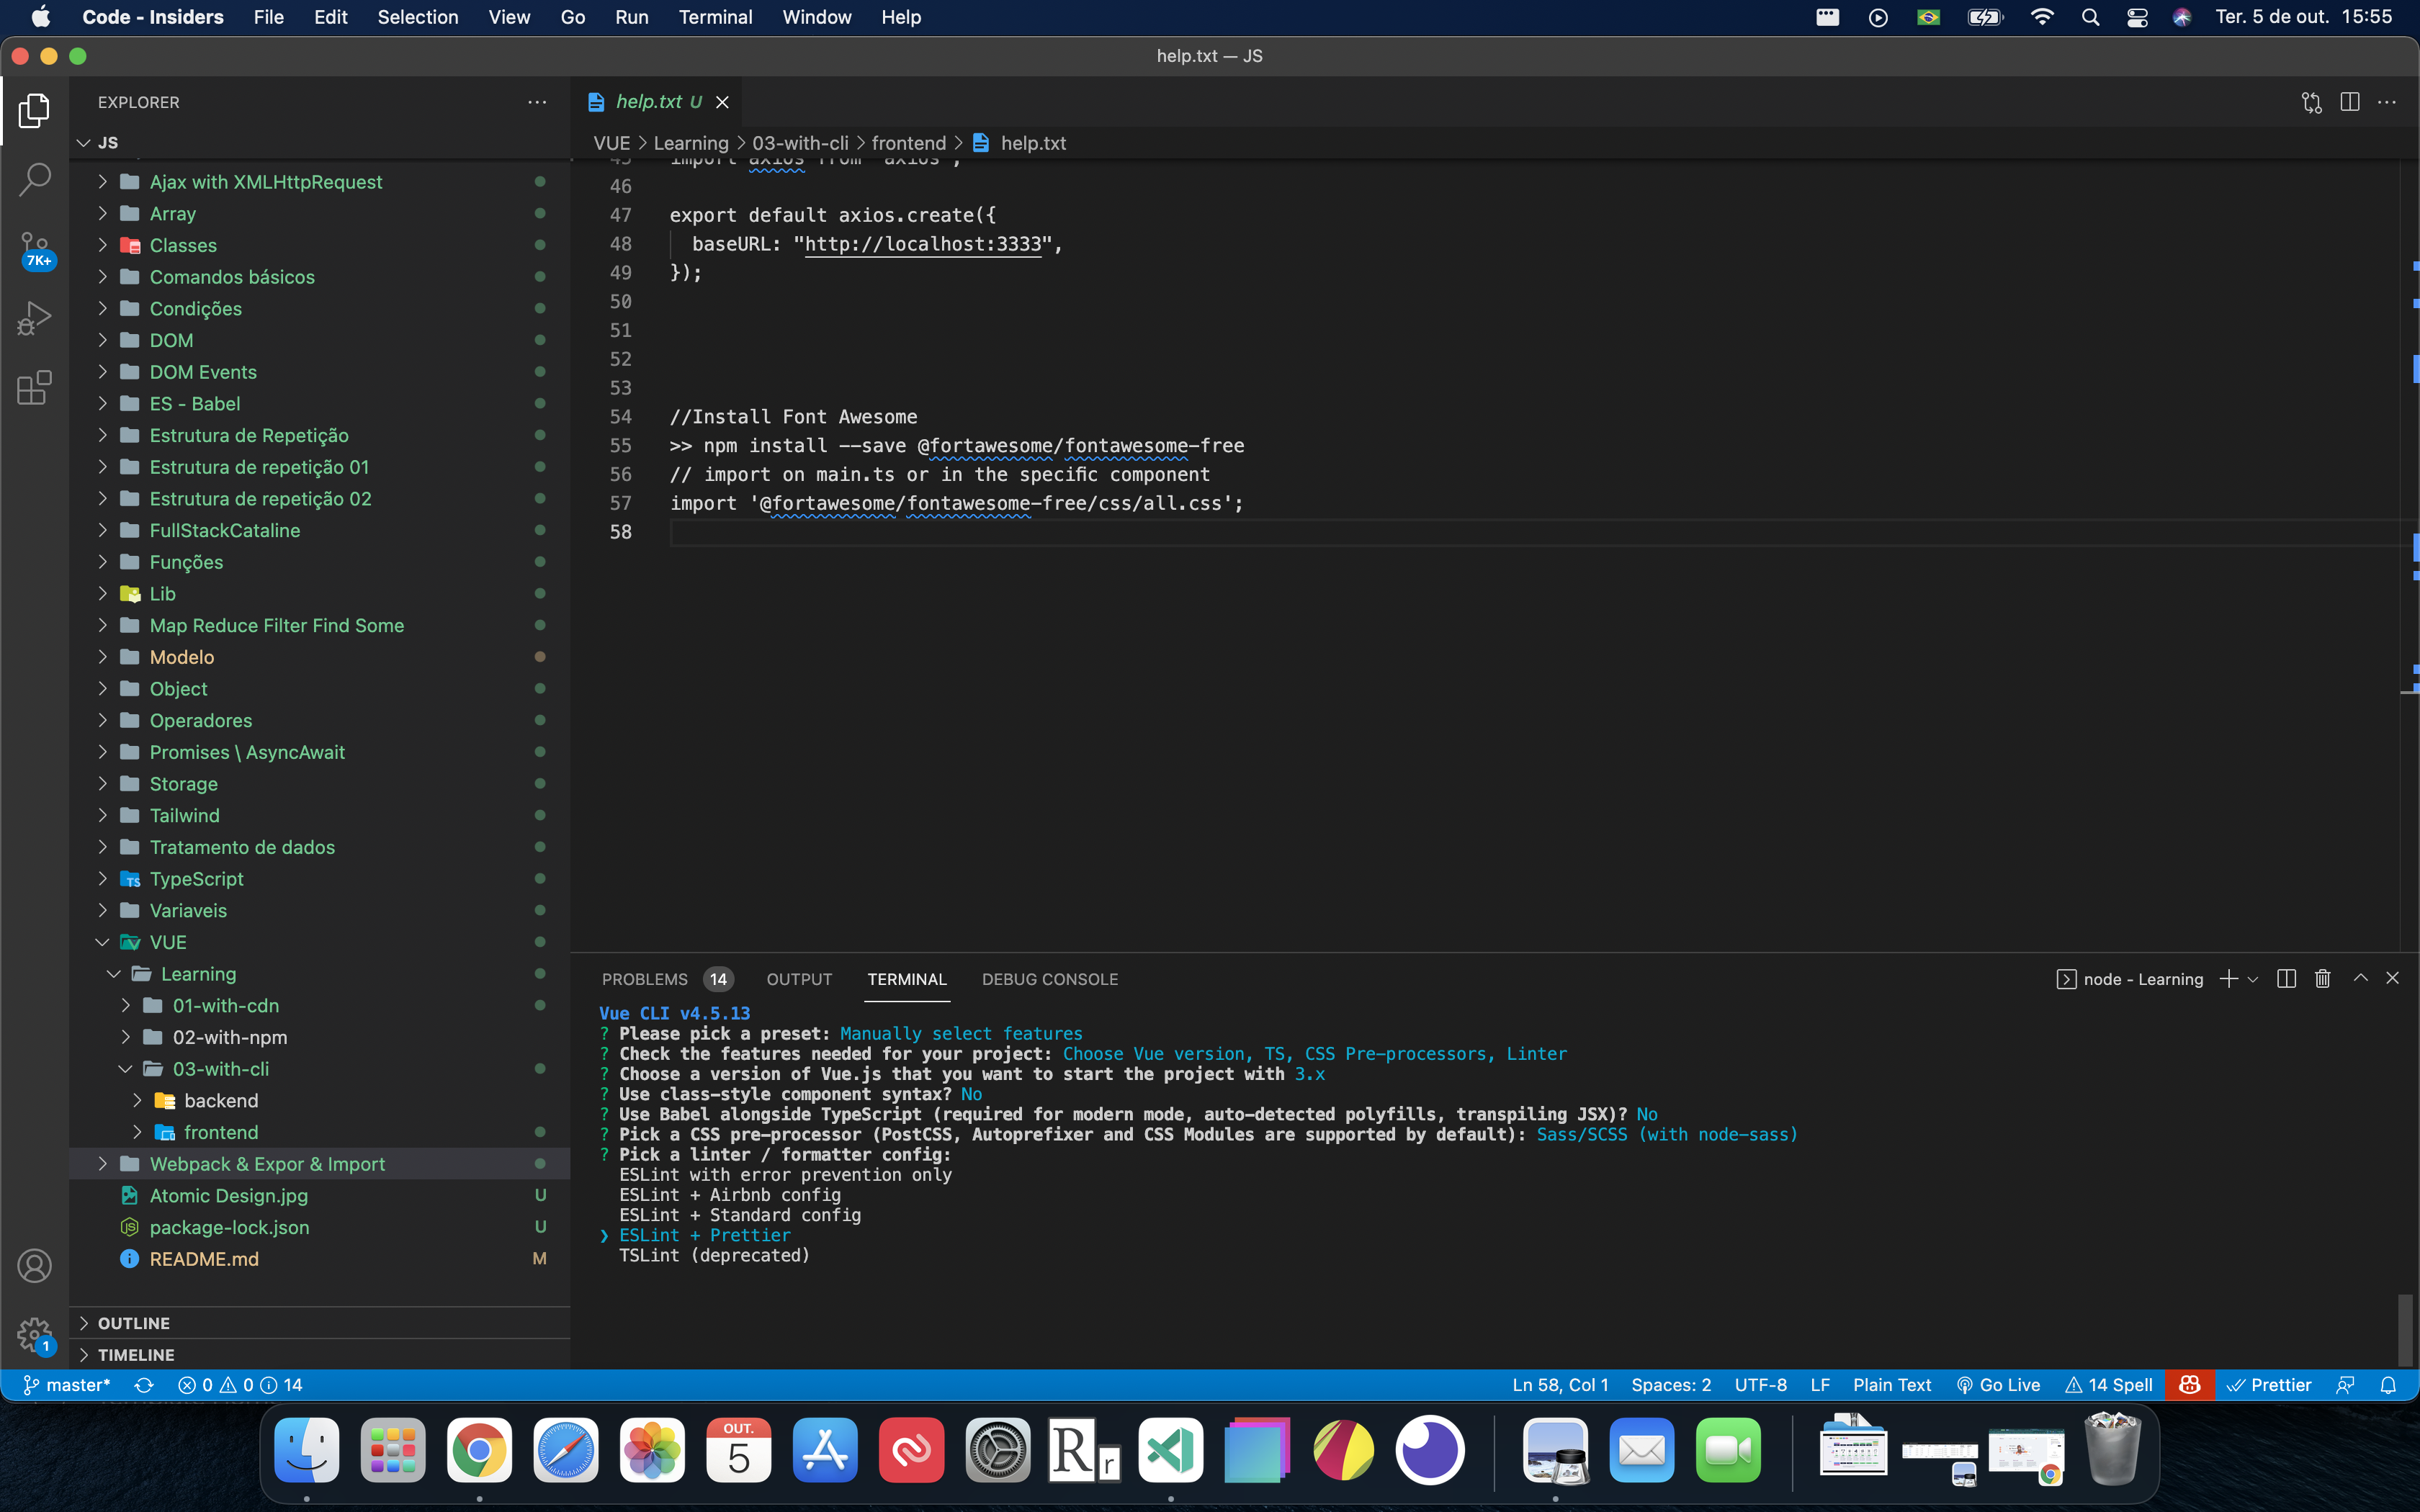 Code - Insiders File Edit Selection View Go Run Terminal Window Help Ter. 5 de out. 15:55
help.txt — JS
EXPLORER
JS
Ajax with XMLHttpRequest
Array
Classes
Comandos básicos
Condições
DOM
DOM Events
ES - Babel
Estrutura de Repetição
Estrutura de repetição 01
Estrutura de repetição 02
FullStackCataline
Funções
Lib
Map Reduce Filter Find Some
Modelo
Object
Operadores
Promises \ AsyncAwait
Storage
Tailwind
Tratamento de dados
TypeScript
Variaveis
VUE
Learning
01-with-cdn
02-with-npm
03-with-cli
backend
frontend
Webpack & Expor & Import
Atomic Design.jpg U
package-lock.json U
README.md M
OUTLINE
TIMELINE
7K+
1
help.txt U
VUE > Learning > 03-with-cli > frontend > help.txt
45 import axios from 'axios';
46
47 export default axios.create({
48 baseURL: "http://localhost:3333",
49 });
50
51
52
53
54 //Install Font Awesome
55 >> npm install --save @fortawesome/fontawesome-free
56 // import on main.ts or in the specific component
57 import '@fortawesome/fontawesome-free/css/all.css';
58
PROBLEMS 14 OUTPUT TERMINAL DEBUG CONSOLE node - Learning
Vue CLI v4.5.13
? Please pick a preset: Manually select features
? Check the features needed for your project: Choose Vue version, TS, CSS Pre-processors, Linter
? Choose a version of Vue.js that you want to start the project with 3.x
? Use class-style component syntax? No
? Use Babel alongside TypeScript (required for modern mode, auto-detected polyfills, transpiling JSX)? No
? Pick a CSS pre-processor (PostCSS, Autoprefixer and CSS Modules are supported by default): Sass/SCSS (with node-sass)
? Pick a linter / formatter config:
ESLint with error prevention only
ESLint + Airbnb config
ESLint + Standard config
❯ ESLint + Prettier
TSLint (deprecated)
master* 0 0 14 Ln 58, Col 1 Spaces: 2 UTF-8 LF Plain Text Go Live 14 Spell Prettier
OUT.
5
Rr